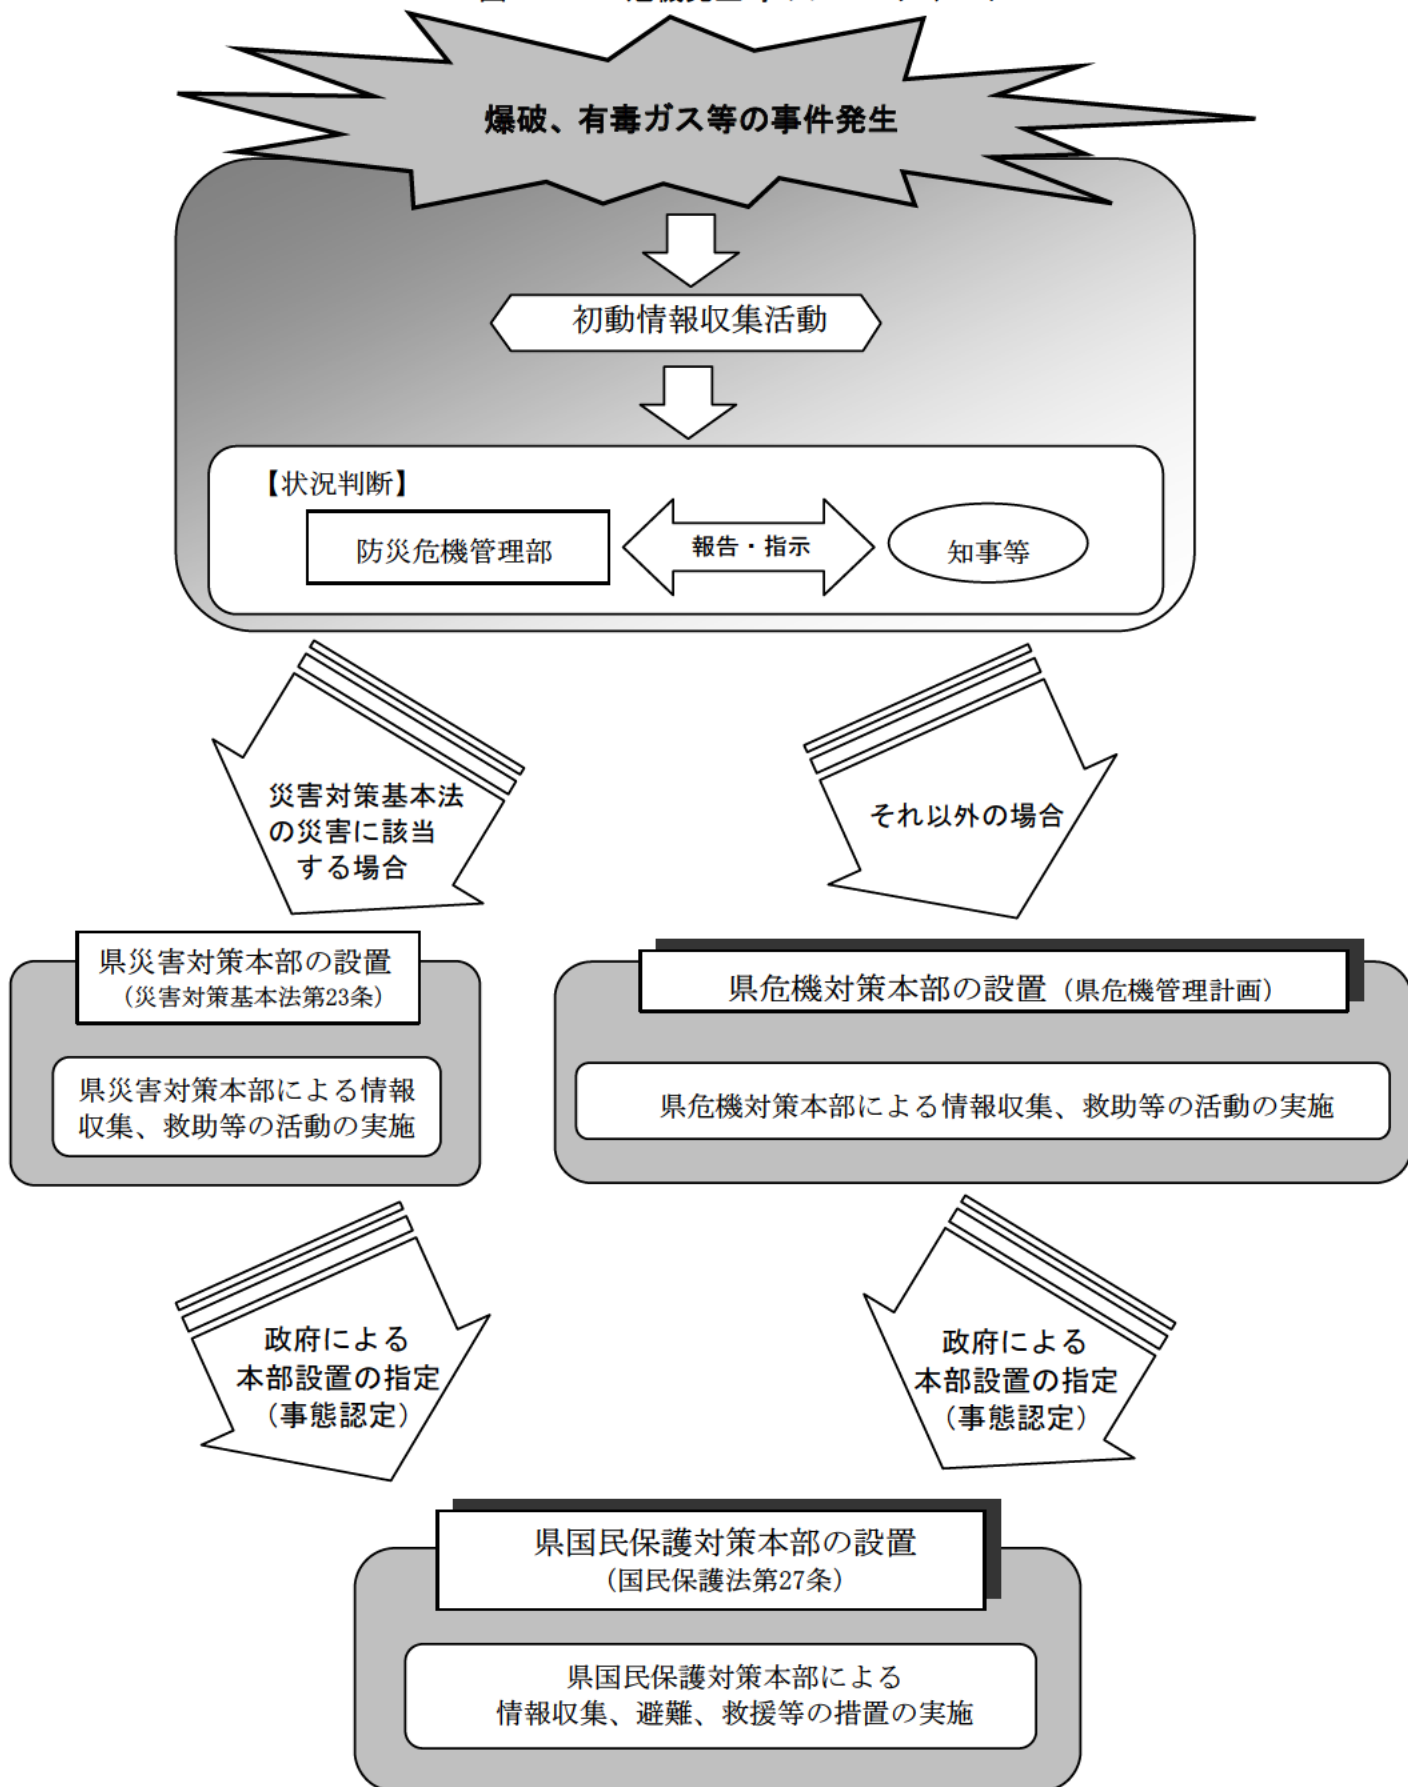 爆破、有毒ガス等の事件発生
初動情報収集活動
【状況判断】
防災危機管理部
報告・指示
知事等
災害対策基本法
の災害に該当
する場合
それ以外の場合
県災害対策本部の設置
（災害対策基本法第23条）
県災害対策本部による情報
収集、救助等の活動の実施
県危機対策本部の設置（県危機管理計画）
県危機対策本部による情報収集、救助等の活動の実施
政府による
本部設置の指定
（事態認定）
政府による
本部設置の指定
（事態認定）
県国民保護対策本部の設置
（国民保護法第27条）
県国民保護対策本部による
情報収集、避難、救援等の措置の実施